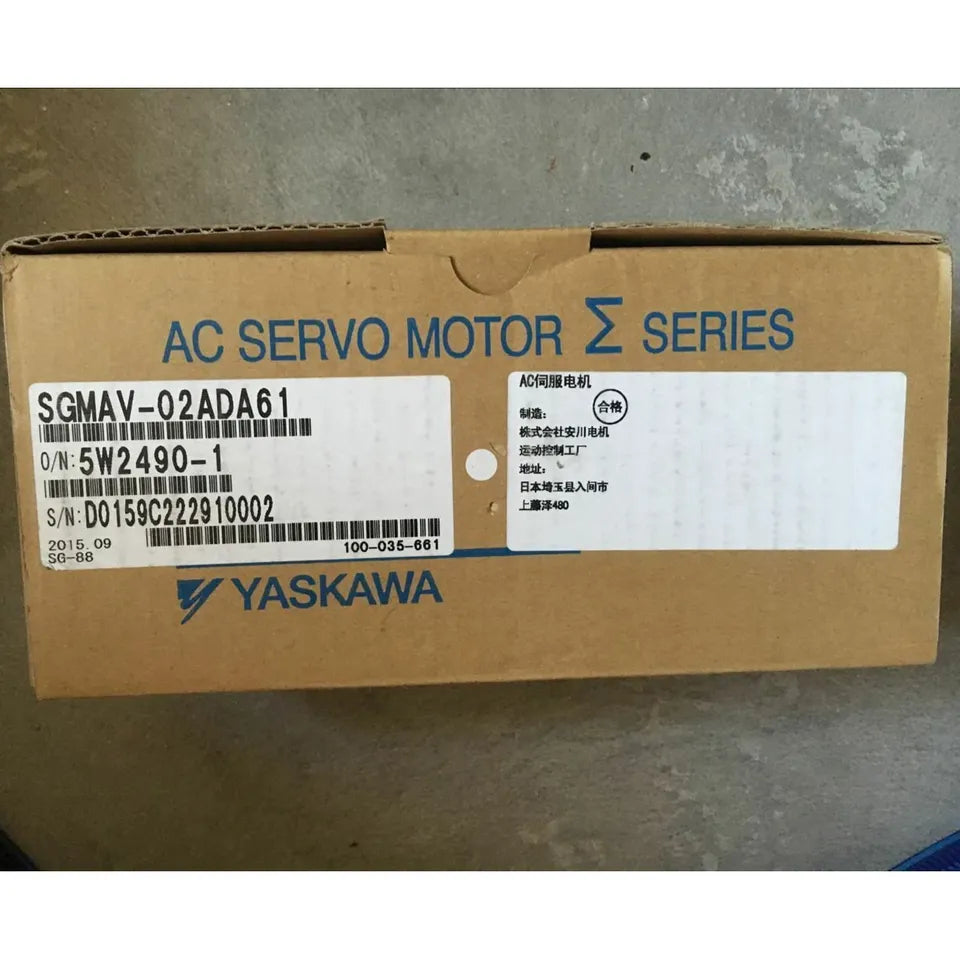 AC SERVO MOTOR Σ SERIES
SGMAV-02ADA61
O/N: 5W2490-1
S/N: D0159C222910002
2015.09
SG-88
100-035-661
AC伺服电机
合格
制造:
株式会社安川电机
运动控制工厂
地址:
日本埼玉县入间市
上藤泽480
YASKAWA